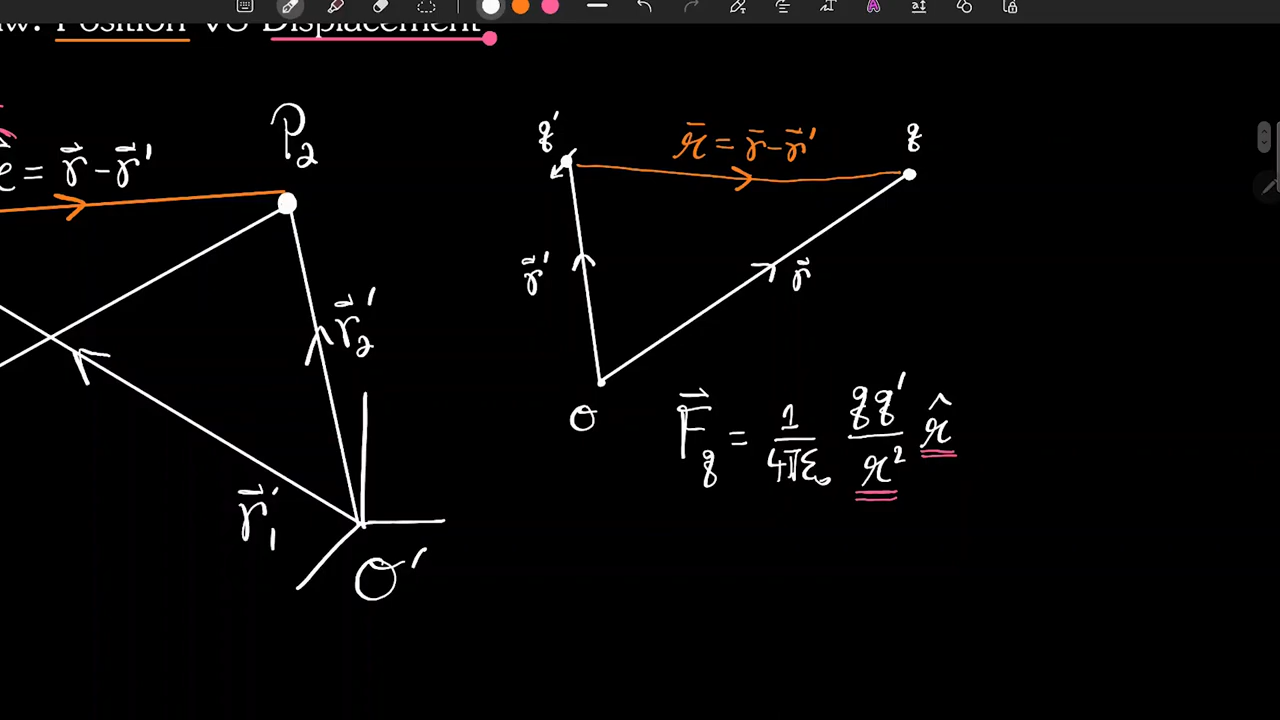 Position VS Displacement
P₂
= r⃗ - r⃗'
r⃗₂'
r⃗₁'
O'
q'
𝓇̄ = r̄ - r⃗'
q
r⃗'
r⃗
O
F⃗_q = 1/4πε₀ qq'/𝓇² 𝓇̂